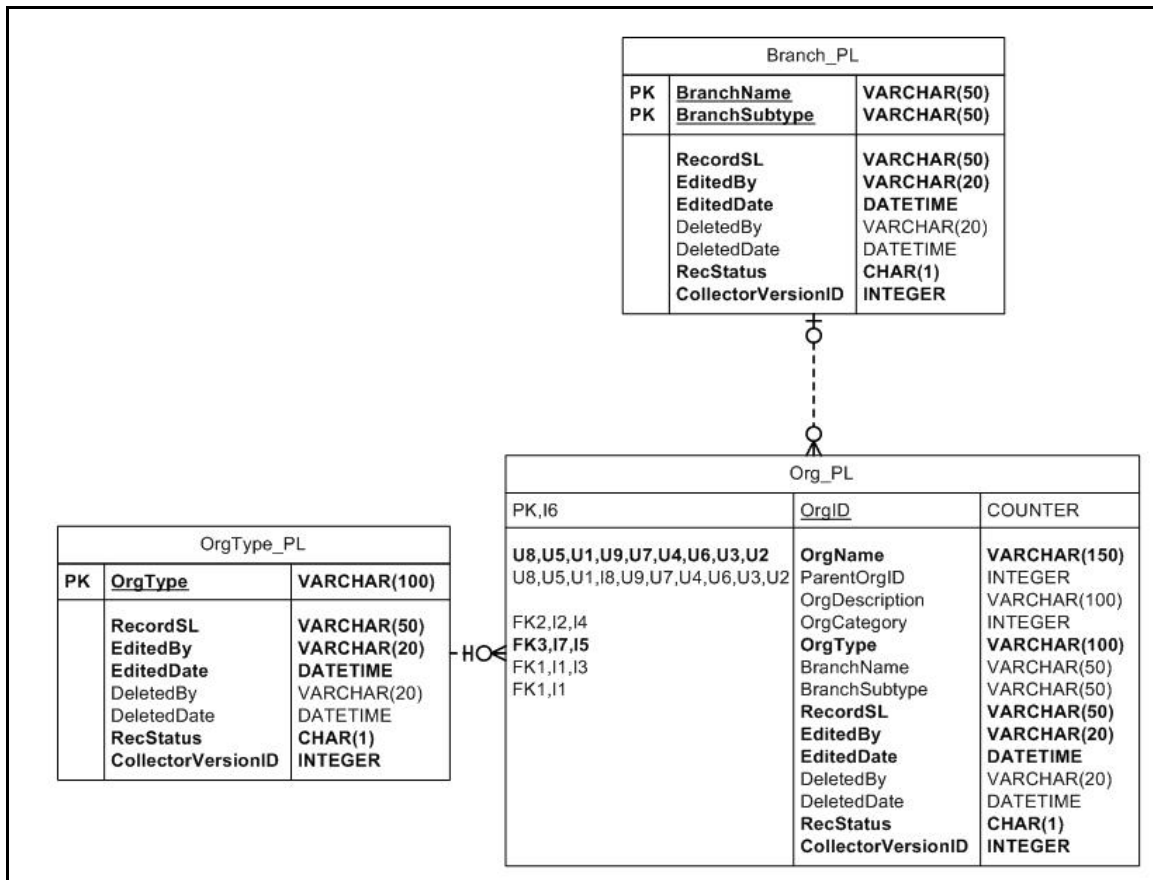 Branch_PL
PK BranchName VARCHAR(50)
PK BranchSubtype VARCHAR(50)
RecordSL VARCHAR(50)
EditedBy VARCHAR(20)
EditedDate DATETIME
DeletedBy VARCHAR(20)
DeletedDate DATETIME
RecStatus CHAR(1)
CollectorVersionID INTEGER
OrgType_PL
PK OrgType VARCHAR(100)
RecordSL VARCHAR(50)
EditedBy VARCHAR(20)
EditedDate DATETIME
DeletedBy VARCHAR(20)
DeletedDate DATETIME
RecStatus CHAR(1)
CollectorVersionID INTEGER
Org_PL
PK,I6 OrgID COUNTER
U8,U5,U1,U9,U7,U4,U6,U3,U2 OrgName VARCHAR(150)
U8,U5,U1,I8,U9,U7,U4,U6,U3,U2 ParentOrgID INTEGER
OrgDescription VARCHAR(100)
FK2,I2,I4 OrgCategory INTEGER
FK3,I7,I5 OrgType VARCHAR(100)
FK1,I1,I3 BranchName VARCHAR(50)
FK1,I1 BranchSubtype VARCHAR(50)
RecordSL VARCHAR(50)
EditedBy VARCHAR(20)
EditedDate DATETIME
DeletedBy VARCHAR(20)
DeletedDate DATETIME
RecStatus CHAR(1)
CollectorVersionID INTEGER